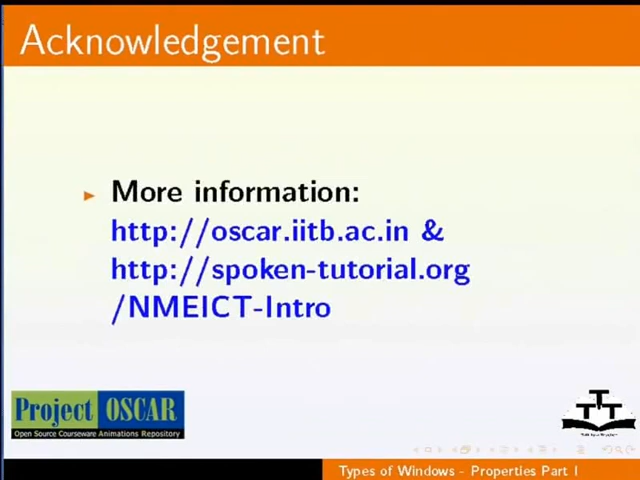 Acknowledgement
More information:
http://oscar.iitb.ac.in &
http://spoken-tutorial.org
/NMEICT-Intro
Project OSCAR
Open Source Courseware Animations Repository
Types of Windows - Properties Part I